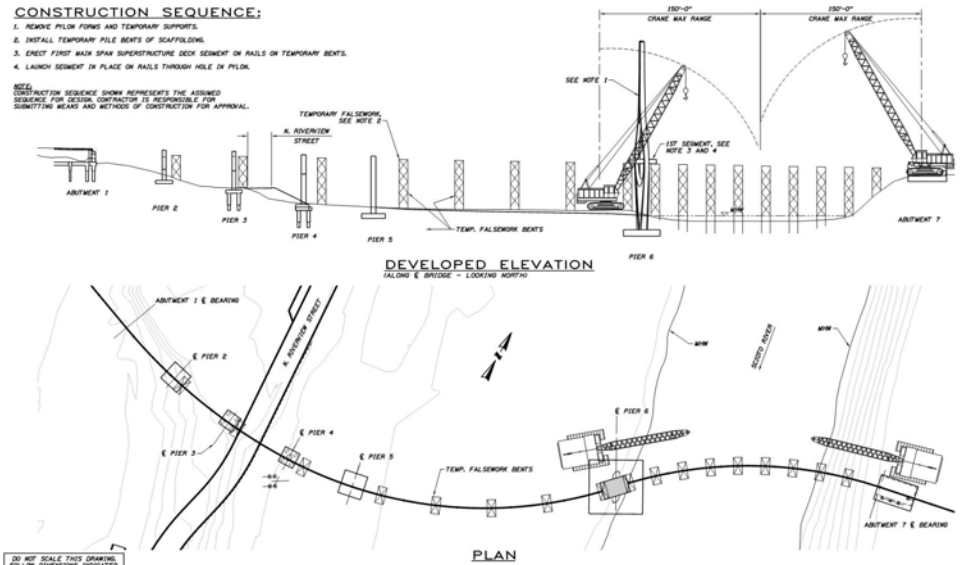 CONSTRUCTION SEQUENCE:
1. REMOVE PYLON FORMS AND TEMPORARY SUPPORTS.
2. INSTALL TEMPORARY PILE BENTS OF SCAFFOLDING.
3. ERECT FIRST MAIN SPAN SUPERSTRUCTURE DECK SEGMENT ON RAILS ON TEMPORARY BENTS.
4. LAUNCH SEGMENT IN PLACE ON RAILS THROUGH HOLE IN PYLON.
NOTE:
CONSTRUCTION SEQUENCE SHOWN REPRESENTS THE ASSUMED
SEQUENCE FOR DESIGN. CONTRACTOR IS RESPONSIBLE FOR
SUBMITTING MEANS AND METHODS OF CONSTRUCTION FOR APPROVAL.
150'-0"
CRANE MAX RANGE
150'-0"
CRANE MAX RANGE
SEE NOTE 1
TEMPORARY FALSEWORK,
SEE NOTE 2
N. RIVERVIEW
STREET
1ST SEGMENT, SEE
NOTE 3 AND 4
ABUTMENT 1
PIER 2
PIER 3
PIER 4
PIER 5
TEMP. FALSEWORK BENTS
MHW
PIER 6
ABUTMENT 7
DEVELOPED ELEVATION
(ALONG ℄ BRIDGE - LOOKING NORTH)
ABUTMENT 1 ℄ BEARING
N. RIVERVIEW STREET
℄ PIER 2
℄ PIER 3
℄ PIER 4
℄ PIER 5
TEMP. FALSEWORK BENTS
℄ PIER 6
MHW
SCIOTO RIVER
MHW
ABUTMENT 7 ℄ BEARING
PLAN
DO NOT SCALE THIS DRAWING.
FOLLOW DIMENSIONS INDICATED